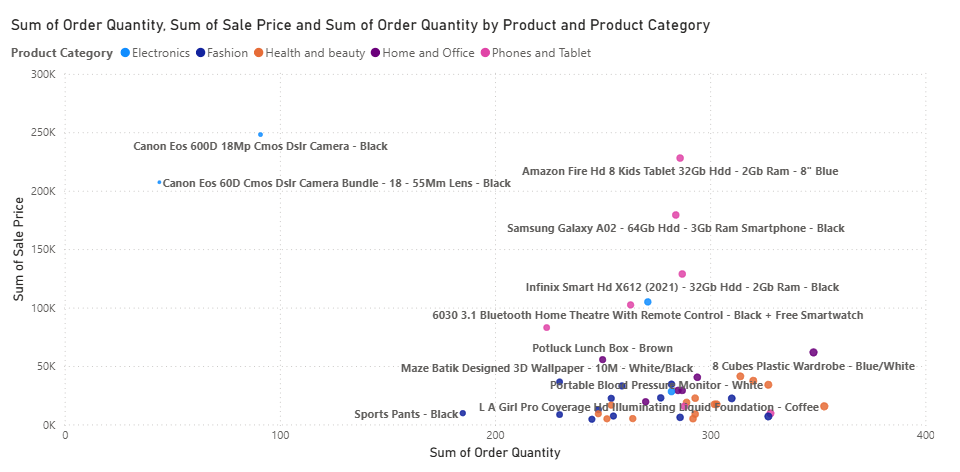 Sum of Order Quantity, Sum of Sale Price and Sum of Order Quantity by Product and Product Category
Product Category Electronics Fashion Health and beauty Home and Office Phones and Tablet
300K
250K
Canon Eos 600D 18Mp Cmos Dslr Camera - Black
Amazon Fire Hd 8 Kids Tablet 32Gb Hdd - 2Gb Ram - 8" Blue
Canon Eos 60D Cmos Dslr Camera Bundle - 18 - 55Mm Lens - Black
200K
Samsung Galaxy A02 - 64Gb Hdd - 3Gb Ram Smartphone - Black
Sum of Sale Price
150K
Infinix Smart Hd X612 (2021) - 32Gb Hdd - 2Gb Ram - Black
100K
6030 3.1 Bluetooth Home Theatre With Remote Control - Black + Free Smartwatch
Potluck Lunch Box - Brown
50K
8 Cubes Plastic Wardrobe - Blue/White
Maze Batik Designed 3D Wallpaper - 10M - White/Black
Portable Blood Pressure Monitor - White
L A Girl Pro Coverage Hd Illuminating Liquid Foundation - Coffee
Sports Pants - Black
0K
0 100 200 300 400
Sum of Order Quantity